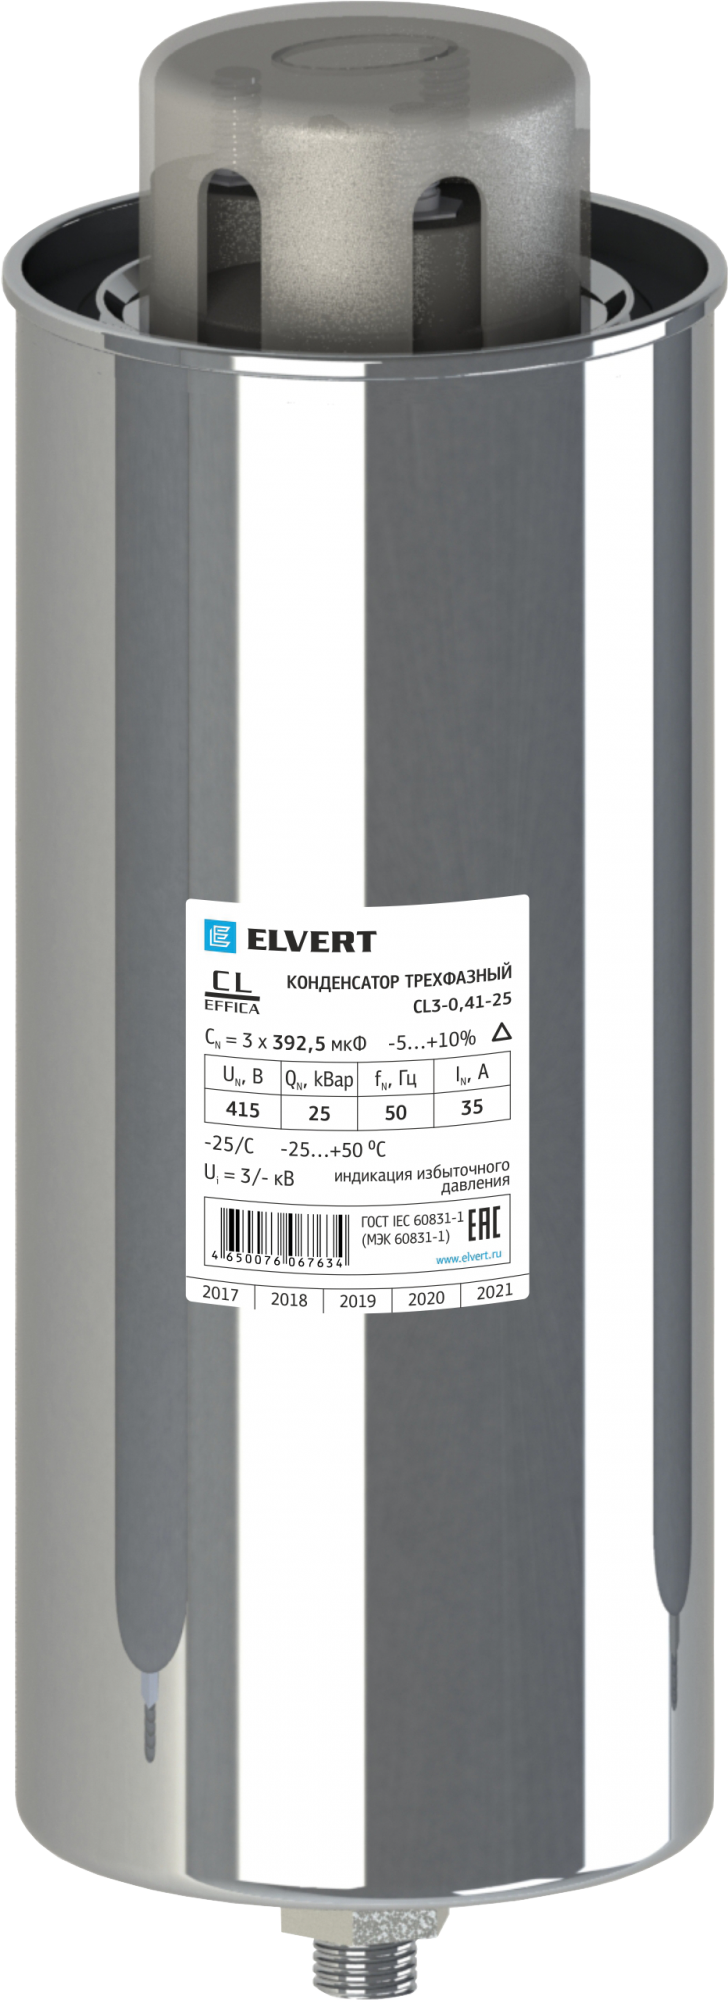 ELVERT
CL
EFFICA
КОНДЕНСАТОР ТРЕХФАЗНЫЙ
CL3-0,41-25
CN = 3 x 392,5 мкФ -5...+10%
UN, В QN, kВар fN, Гц IN, А
415 25 50 35
-25/C -25...+50 ºC
Ui = 3/- кВ
индикация избыточного
давления
ГОСТ IEC 60831-1
(МЭК 60831-1)
EAC
www.elvert.ru
4 650076 067634
2017 2018 2019 2020 2021